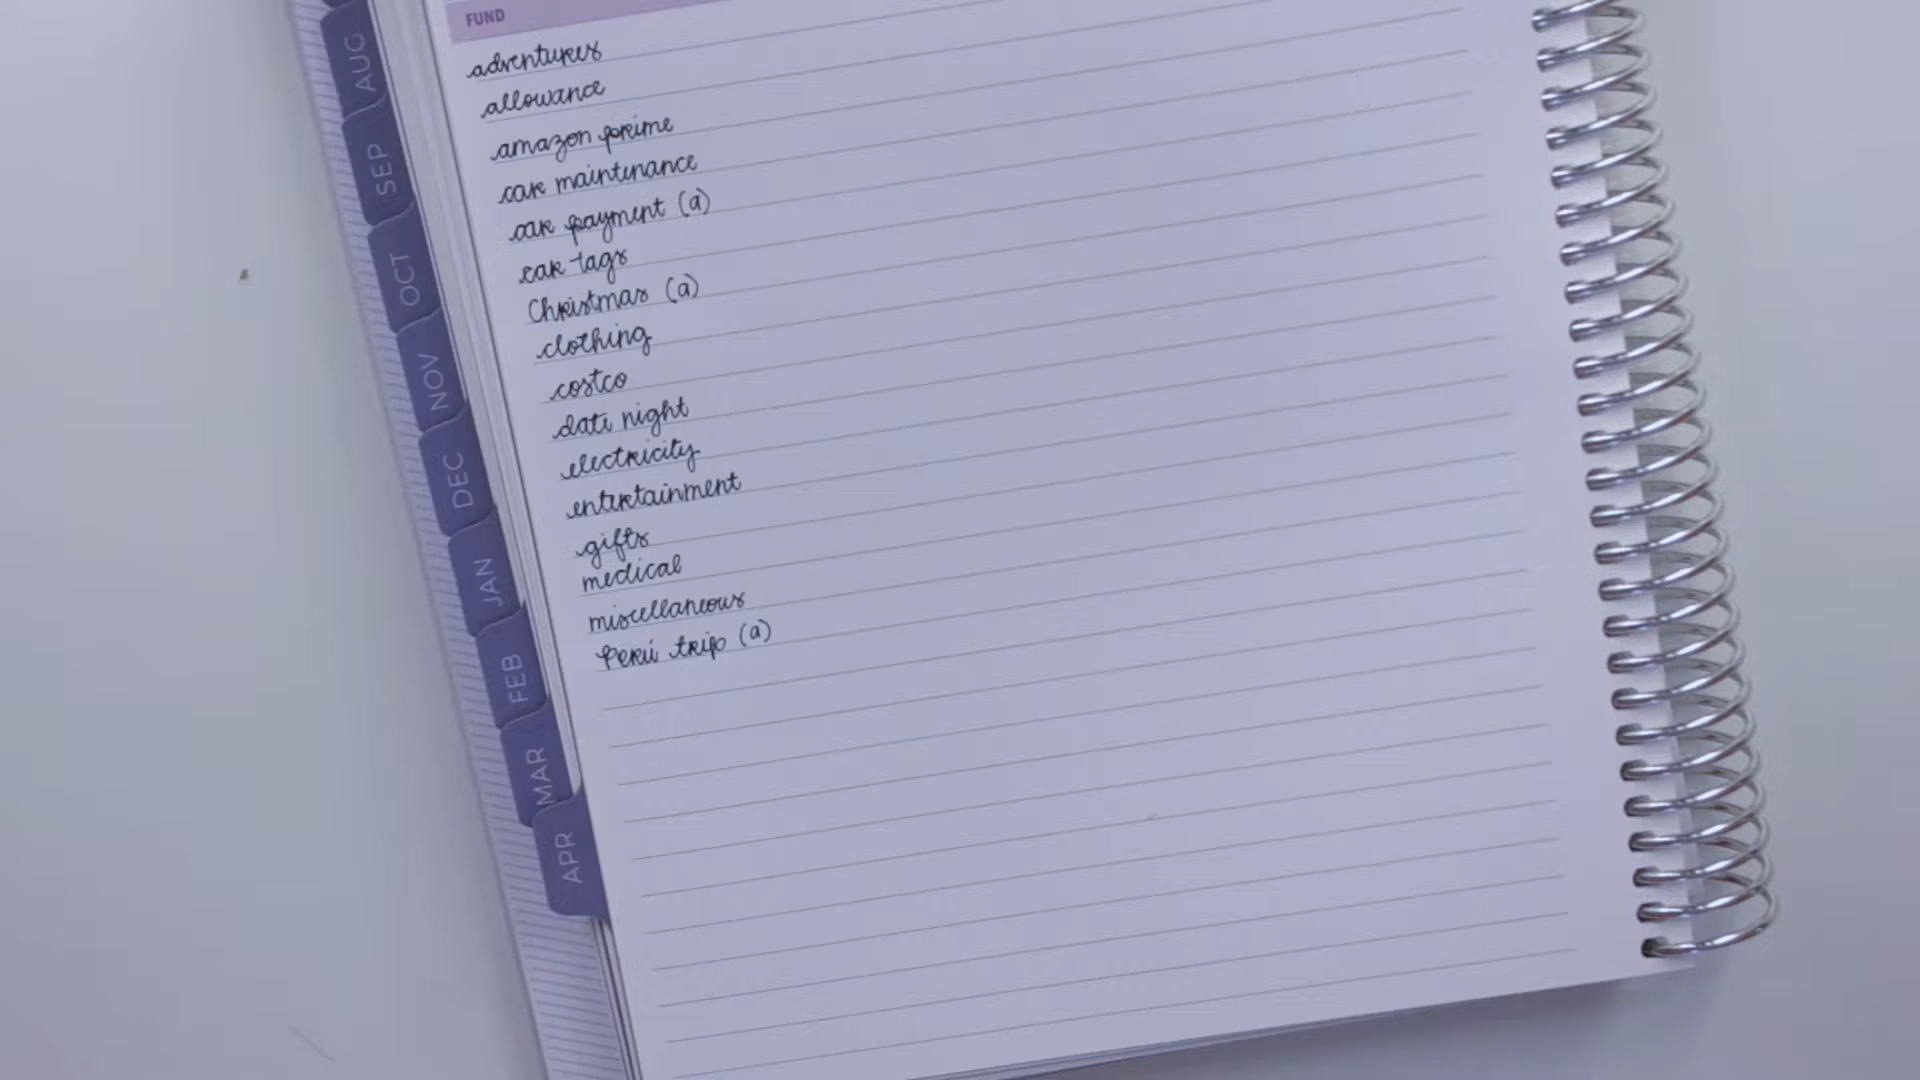 FUND
adventures
allowance
amazon prime
car maintenance
car payment (a)
car tags
Christmas (a)
clothing
costco
date night
electricity
entertainment
gifts
medical
miscellaneous
Perú trip (a)
AUG
SEP
OCT
NOV
DEC
JAN
FEB
MAR
APR